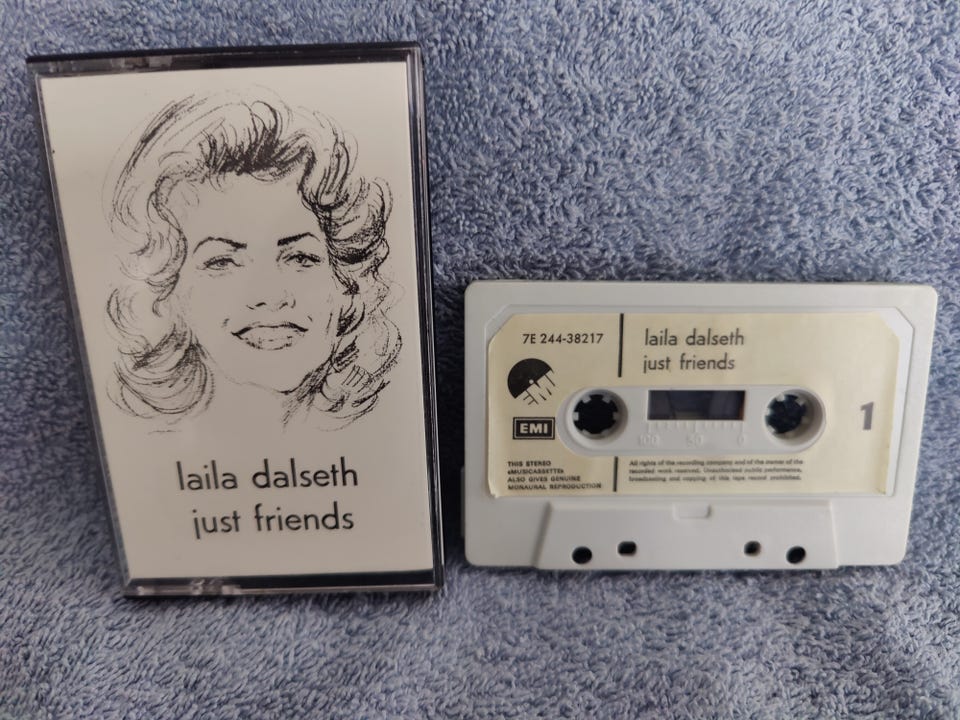 laila dalseth
just friends
7E 244-38217
laila dalseth
just friends
EMI
1
100 50 0
THIS STEREO
«MUSICASSETTE»
ALSO GIVES GENUINE
MONAURAL REPRODUCTION
All rights of the recording company and of the owner of the
recorded work reserved. Unauthorized public performance,
broadcasting and copying of this tape record prohibited.